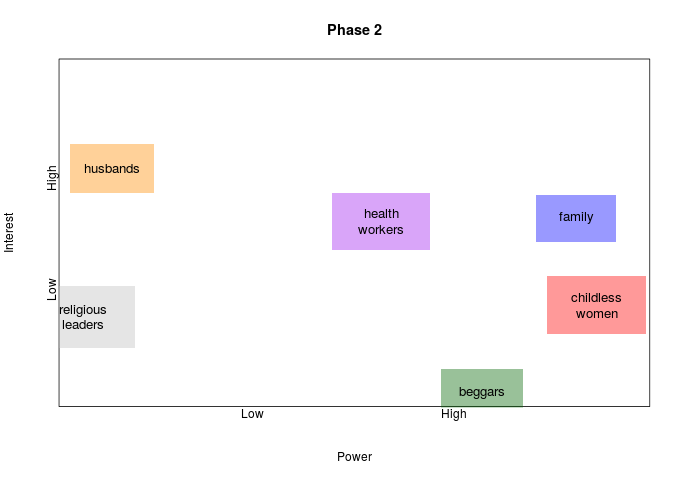 Phase 2
husbands
health
workers
family
childless
women
religious
leaders
beggars
High
Low
Interest
Low
High
Power